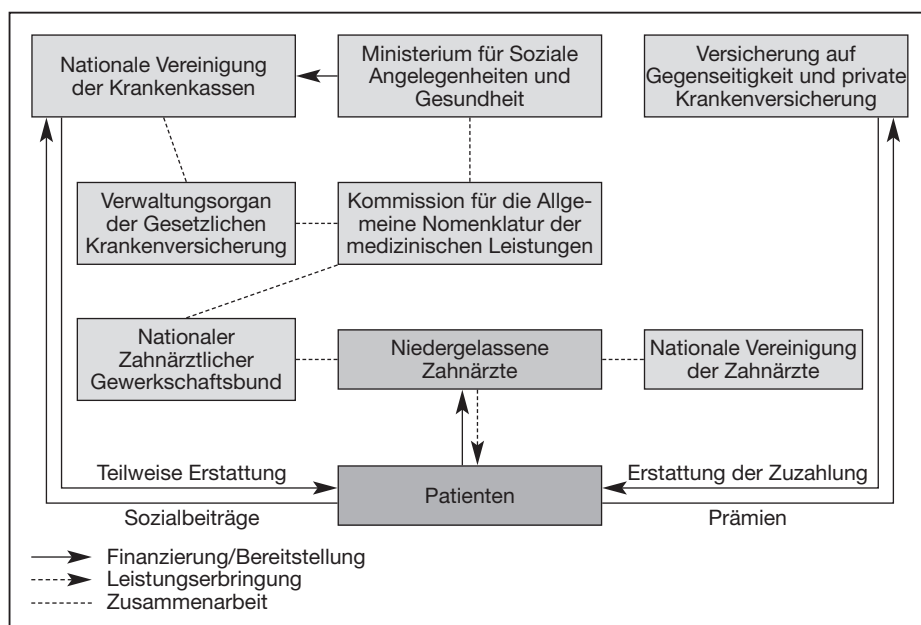 Nationale Vereinigung
der Krankenkassen
Ministerium für Soziale
Angelegenheiten und
Gesundheit
Versicherung auf
Gegenseitigkeit und private
Krankenversicherung
Verwaltungsorgan
der Gesetzlichen
Krankenversicherung
Kommission für die Allge-
meine Nomenklatur der
medizinischen Leistungen
Nationaler
Zahnärztlicher
Gewerkschaftsbund
Niedergelassene
Zahnärzte
Nationale Vereinigung
der Zahnärzte
Teilweise Erstattung
Patienten
Erstattung der Zuzahlung
Sozialbeiträge
Prämien
Finanzierung/Bereitstellung
Leistungserbringung
Zusammenarbeit